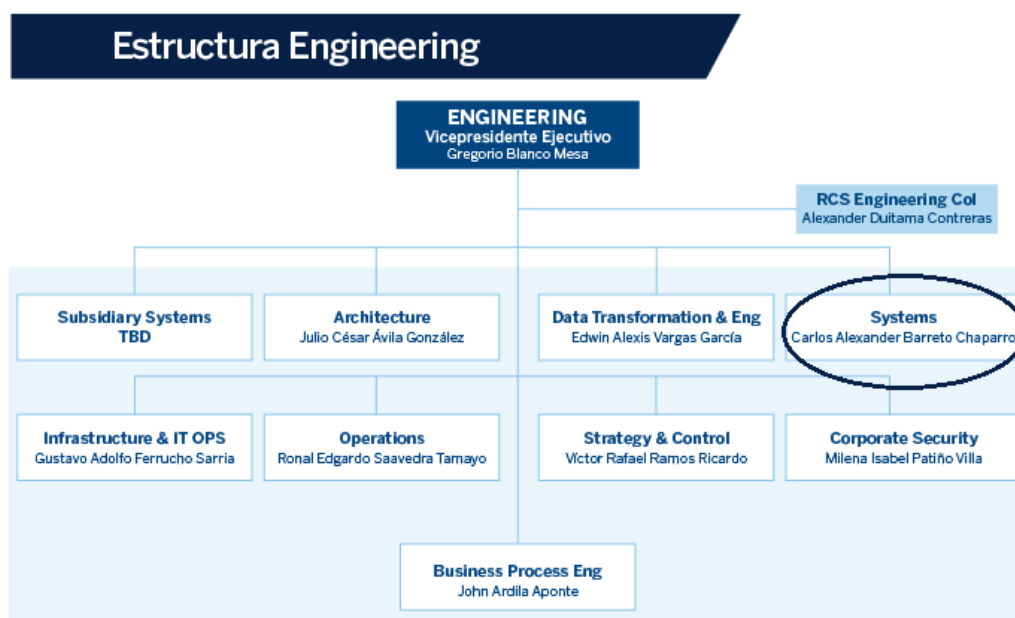 Estructura Engineering
ENGINEERING
Vicepresidente Ejecutivo
Gregorio Blanco Mesa
RCS Engineering Col
Alexander Duitama Contreras
Subsidiary Systems
TBD
Architecture
Julio César Ávila González
Data Transformation & Eng
Edwin Alexis Vargas García
Systems
Carlos Alexander Barreto Chaparro
Infrastructure & IT OPS
Gustavo Adolfo Ferrucho Sarria
Operations
Ronal Edgardo Saavedra Tamayo
Strategy & Control
Víctor Rafael Ramos Ricardo
Corporate Security
Milena Isabel Patiño Villa
Business Process Eng
John Ardila Aponte